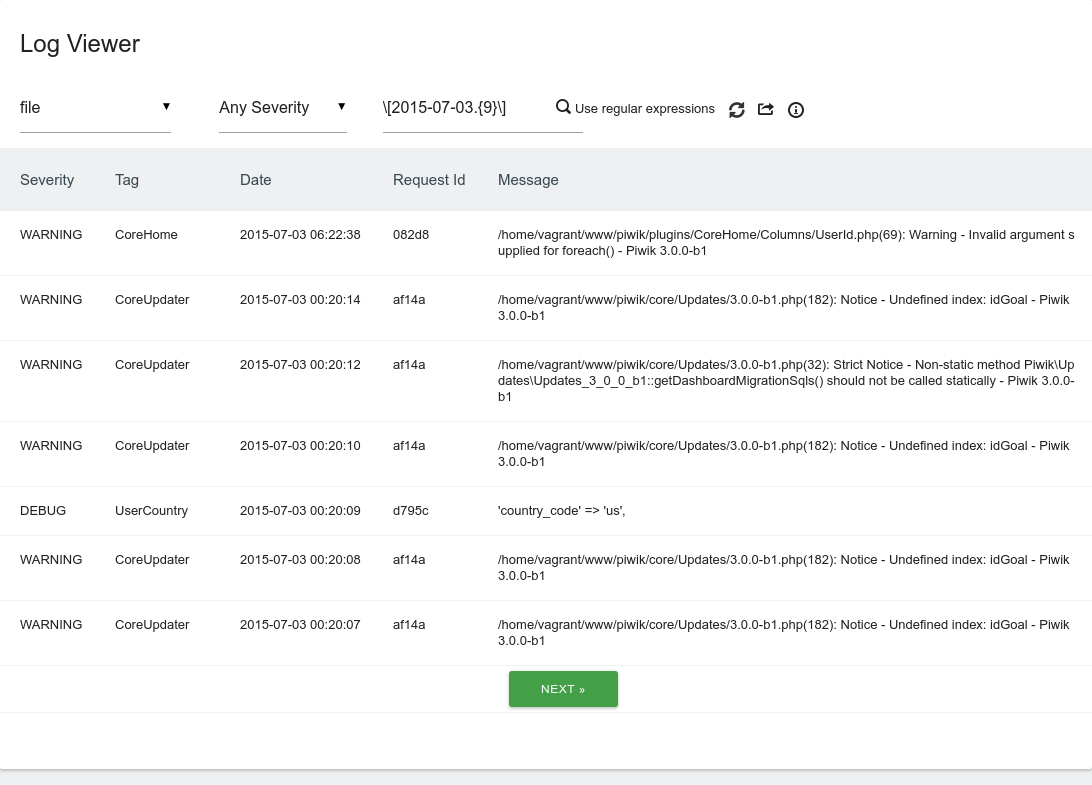 Log Viewer
file ▼ Any Severity ▼ \[2015-07-03.{9}\] Use regular expressions
Severity Tag Date Request Id Message
WARNING CoreHome 2015-07-03 06:22:38 082d8 /home/vagrant/www/piwik/plugins/CoreHome/Columns/UserId.php(69): Warning - Invalid argument s
upplied for foreach() - Piwik 3.0.0-b1
WARNING CoreUpdater 2015-07-03 00:20:14 af14a /home/vagrant/www/piwik/core/Updates/3.0.0-b1.php(182): Notice - Undefined index: idGoal - Piwik
3.0.0-b1
WARNING CoreUpdater 2015-07-03 00:20:12 af14a /home/vagrant/www/piwik/core/Updates/3.0.0-b1.php(32): Strict Notice - Non-static method Piwik\Up
dates\Updates_3_0_0_b1::getDashboardMigrationSqls() should not be called statically - Piwik 3.0.0-
b1
WARNING CoreUpdater 2015-07-03 00:20:10 af14a /home/vagrant/www/piwik/core/Updates/3.0.0-b1.php(182): Notice - Undefined index: idGoal - Piwik
3.0.0-b1
DEBUG UserCountry 2015-07-03 00:20:09 d795c 'country_code' => 'us',
WARNING CoreUpdater 2015-07-03 00:20:08 af14a /home/vagrant/www/piwik/core/Updates/3.0.0-b1.php(182): Notice - Undefined index: idGoal - Piwik
3.0.0-b1
WARNING CoreUpdater 2015-07-03 00:20:07 af14a /home/vagrant/www/piwik/core/Updates/3.0.0-b1.php(182): Notice - Undefined index: idGoal - Piwik
3.0.0-b1
NEXT »